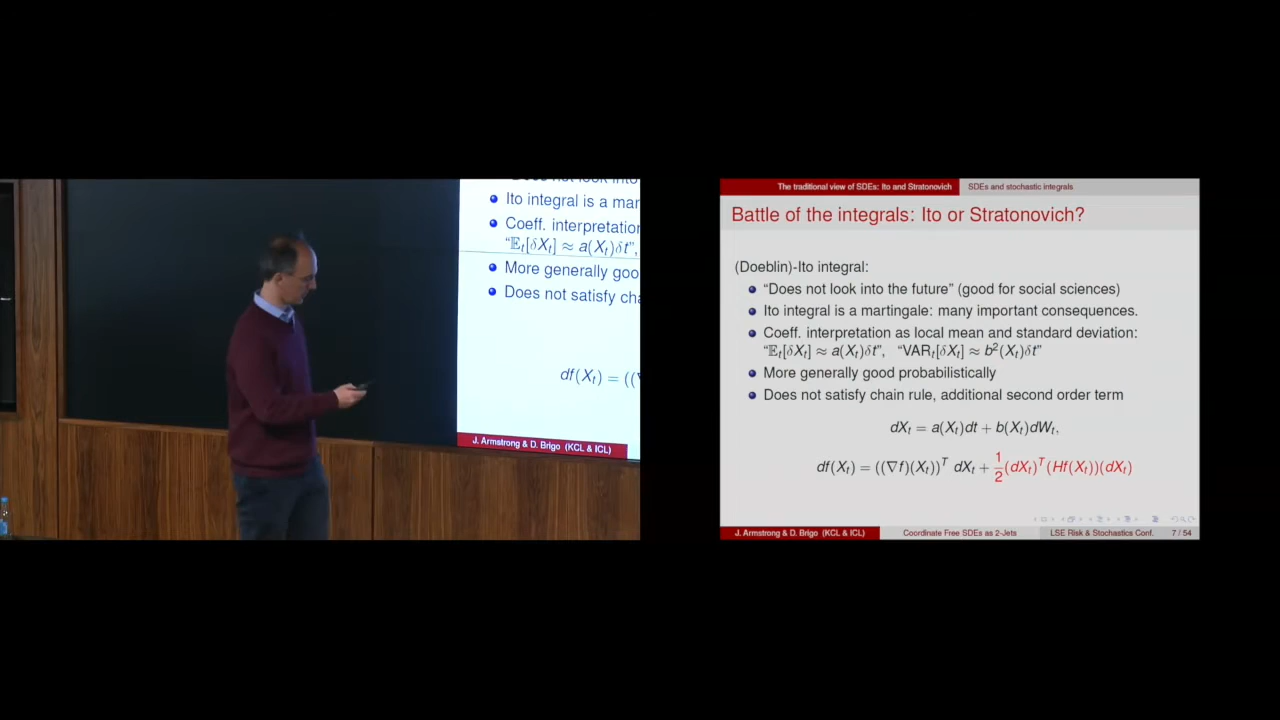 Does not look into
Ito integral is a mar
Coeff. interpretation
“𝔼t[δXt] ≈ a(Xt)δt”,
More generally goo
Does not satisfy cha
df(Xt) = ((
J. Armstrong & D. Brigo (KCL & ICL)
The traditional view of SDEs: Ito and Stratonovich SDEs and stochastic integrals
Battle of the integrals: Ito or Stratonovich?
(Doeblin)-Ito integral:
“Does not look into the future” (good for social sciences)
Ito integral is a martingale: many important consequences.
Coeff. interpretation as local mean and standard deviation:
“𝔼t[δXt] ≈ a(Xt)δt”, “VARt[δXt] ≈ b²(Xt)δt”
More generally good probabilistically
Does not satisfy chain rule, additional second order term
dXt = a(Xt)dt + b(Xt)dWt,
df(Xt) = ((∇f)(Xt))ᵀ dXt + 1/2 (dXt)ᵀ(Hf(Xt))(dXt)
J. Armstrong & D. Brigo (KCL & ICL) Coordinate Free SDEs as 2-Jets LSE Risk & Stochastics Conf. 7 / 54